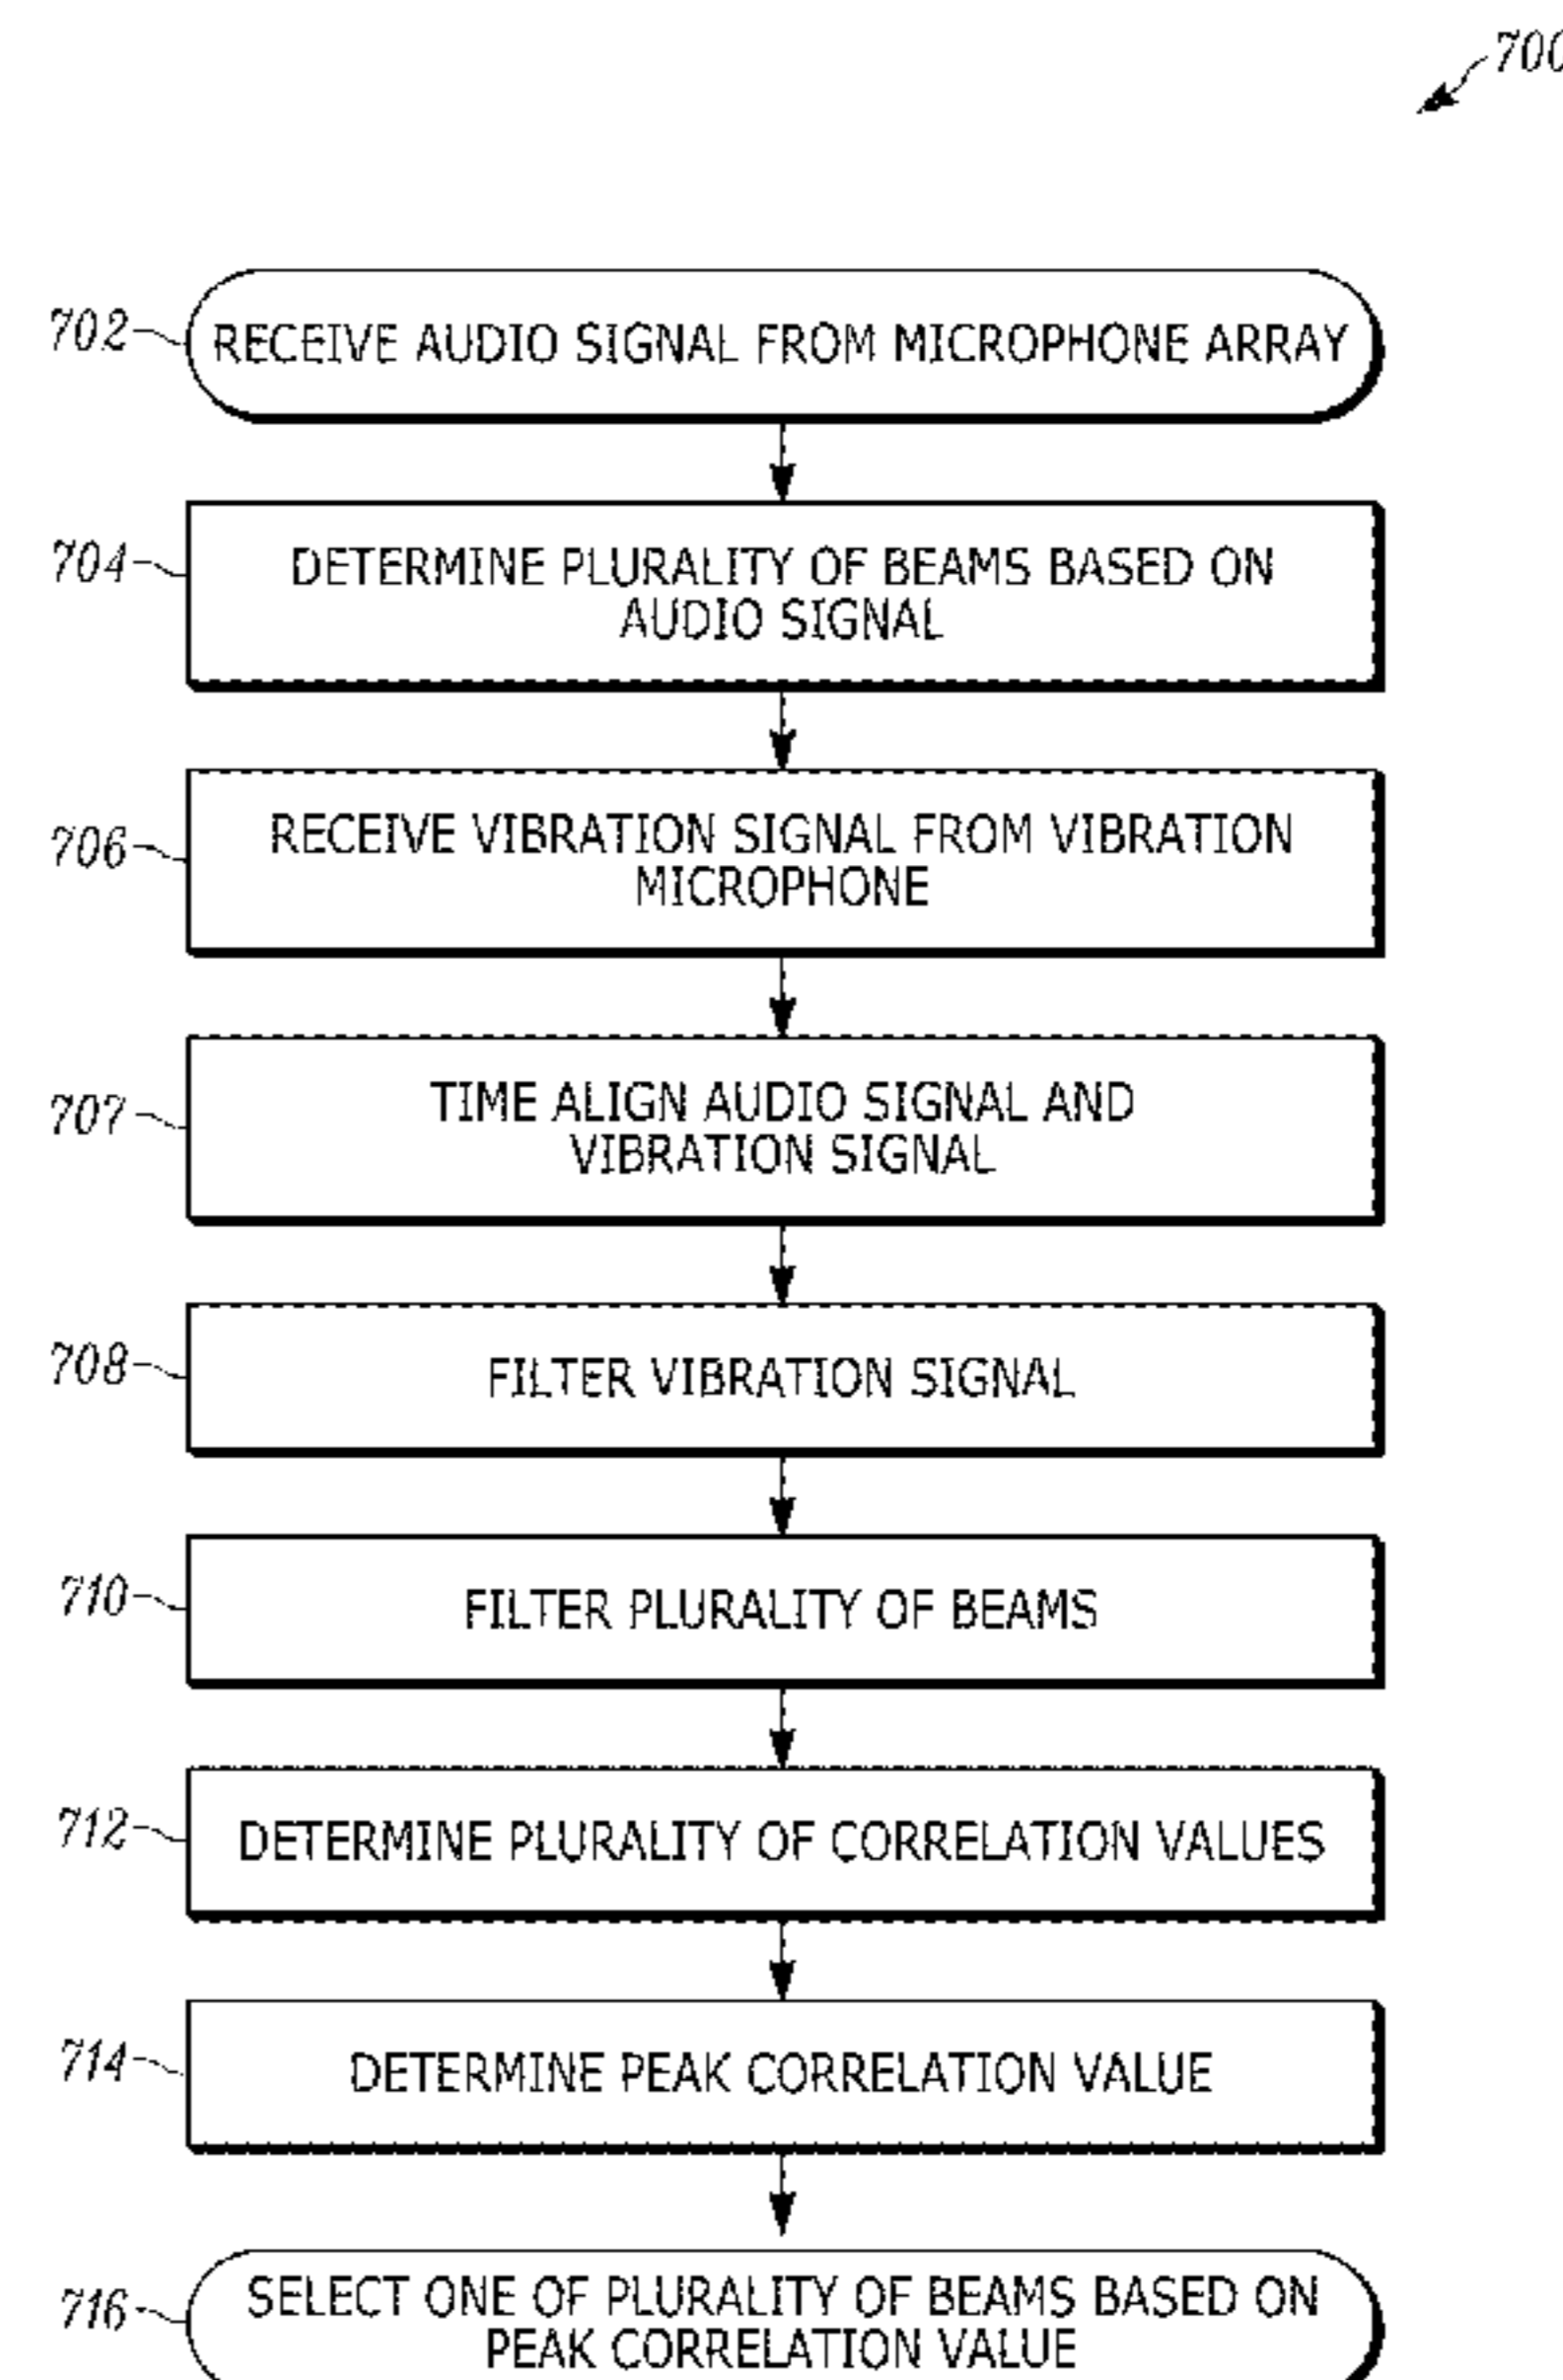 700
702
RECEIVE AUDIO SIGNAL FROM MICROPHONE ARRAY
704
DETERMINE PLURALITY OF BEAMS BASED ON
AUDIO SIGNAL
706
RECEIVE VIBRATION SIGNAL FROM VIBRATION
MICROPHONE
707
TIME ALIGN AUDIO SIGNAL AND
VIBRATION SIGNAL
708
FILTER VIBRATION SIGNAL
710
FILTER PLURALITY OF BEAMS
712
DETERMINE PLURALITY OF CORRELATION VALUES
714
DETERMINE PEAK CORRELATION VALUE
716
SELECT ONE OF PLURALITY OF BEAMS BASED ON
PEAK CORRELATION VALUE